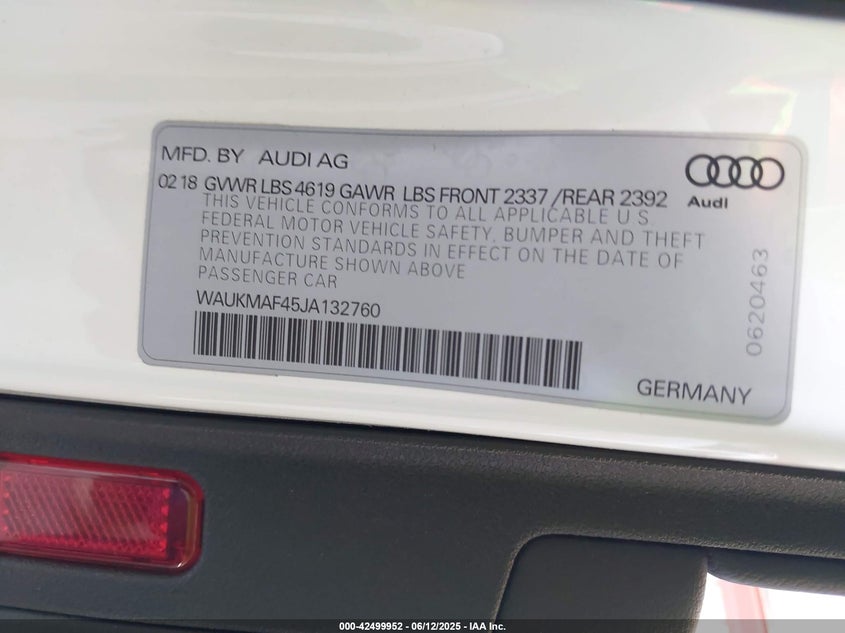 MFD. BY AUDI AG
Audi
02 18 GVWR LBS 4619 GAWR LBS FRONT 2337 /REAR 2392
THIS VEHICLE CONFORMS TO ALL APPLICABLE U S
FEDERAL MOTOR VEHICLE SAFETY, BUMPER AND THEFT
PREVENTION STANDARDS IN EFFECT ON THE DATE OF
MANUFACTURE SHOWN ABOVE
PASSENGER CAR
WAUKMAF45JA132760
0620463
GERMANY
000-42499952 - 06/12/2025 - IAA Inc.